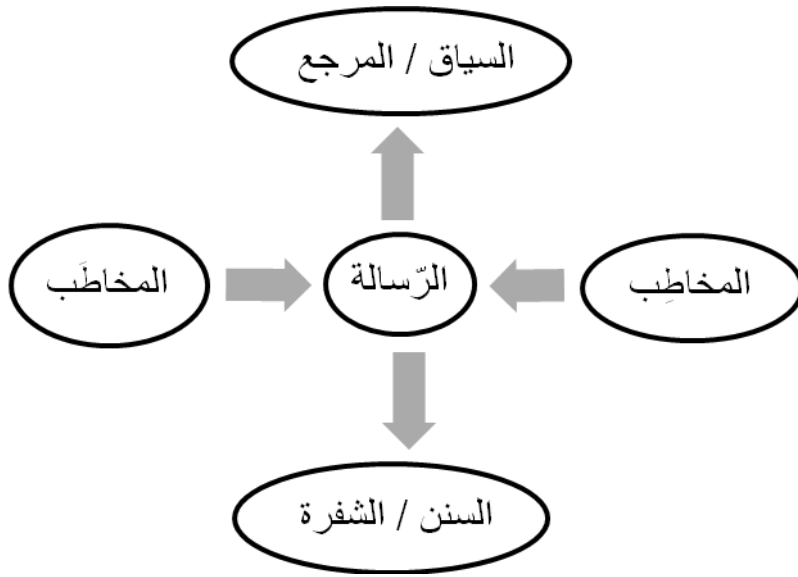 السياق / المرجع
المخاطِب
الرّسالة
المخاطَب
السنن / الشفرة